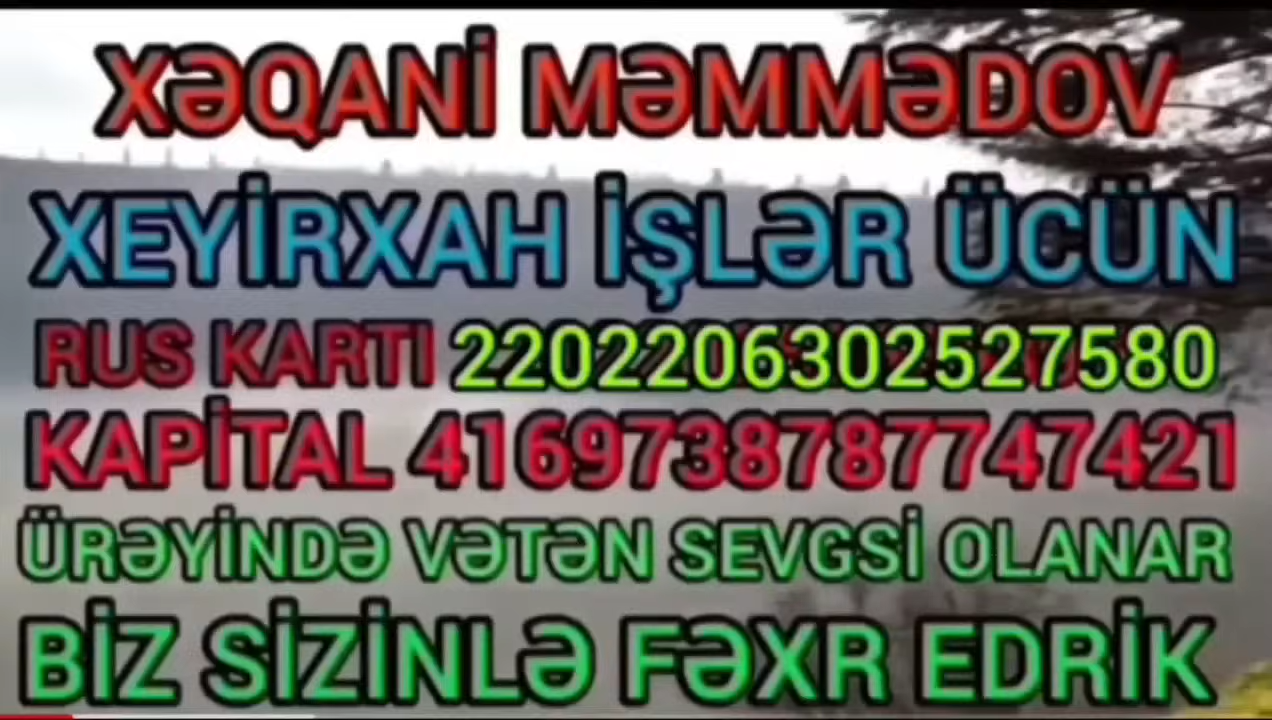 XƏQANİ MƏMMƏDOV
XEYİRXAH İŞLƏR ÜCÜN
RUS KARTI 2202206302527580
KAPİTAL 4169738787747421
ÜRƏYİNDƏ VƏTƏN SEVGSİ OLANAR
BİZ SİZİNLƏ FƏXR EDRİK